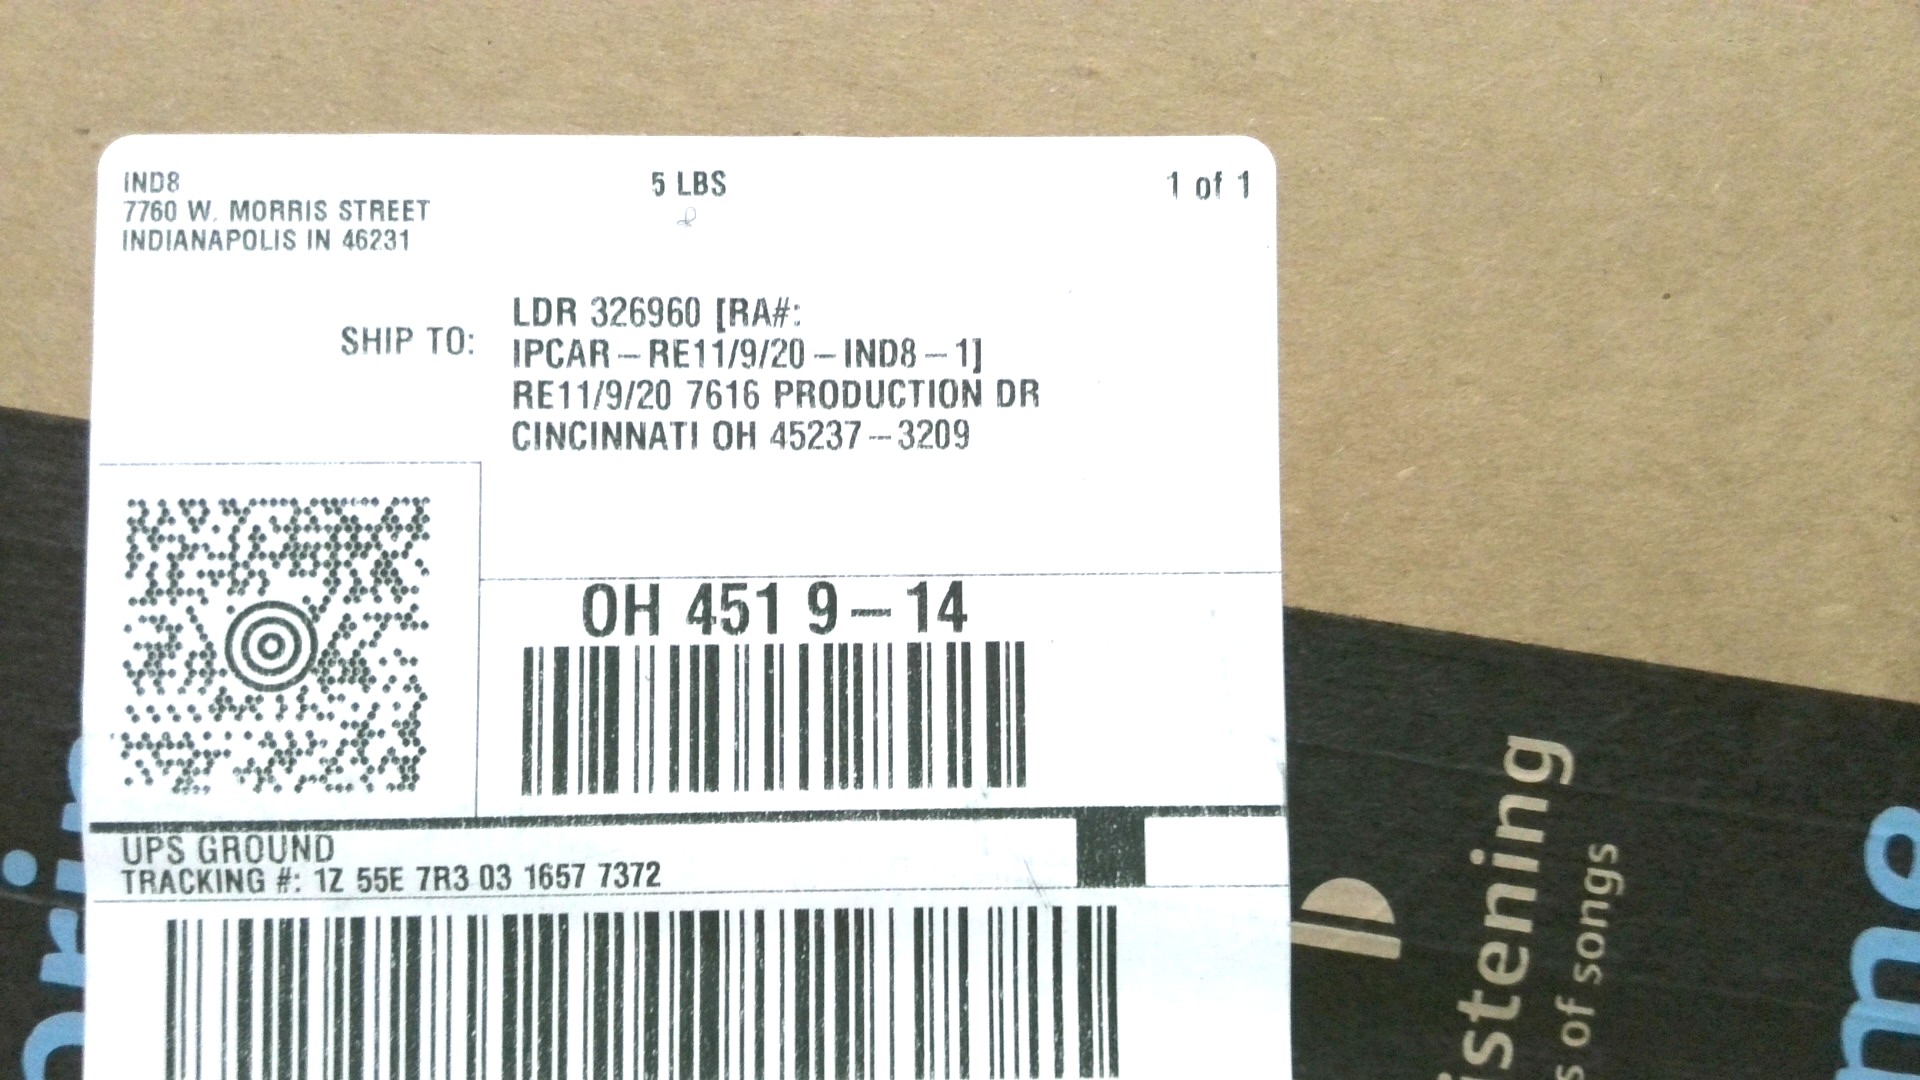 IND8
7760 W. MORRIS STREET
INDIANAPOLIS IN 46231
5 LBS
1 of 1
SHIP TO:
LDR 326960 [RA#:
IPCAR-RE11/9/20-IND8-1]
RE11/9/20 7616 PRODUCTION DR
CINCINNATI OH 45237-3209
OH 451 9-14
UPS GROUND
TRACKING #: 1Z 55E 7R3 03 1657 7372
istening
s of songs
me